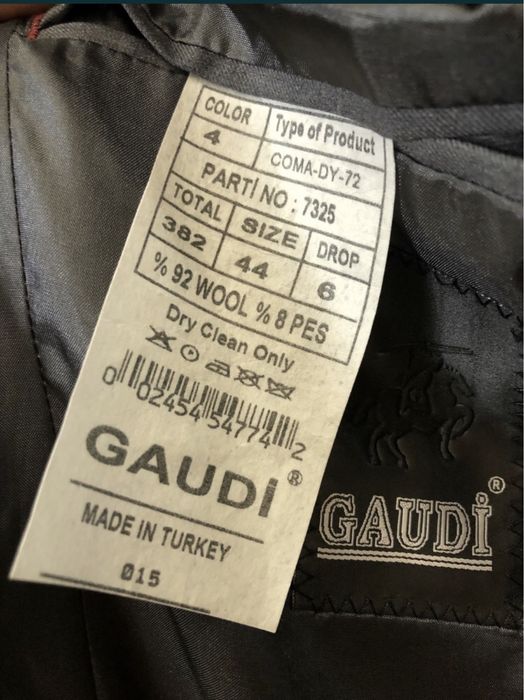 COLOR Type of Product
4 COMA-DY-72
PARTİ NO : 7325
TOTAL SIZE DROP
382 44 6
% 92 WOOL % 8 PES
Dry Clean Only
0 02454 54774 2
GAUDİ®
MADE IN TURKEY
015
GAUDİ®